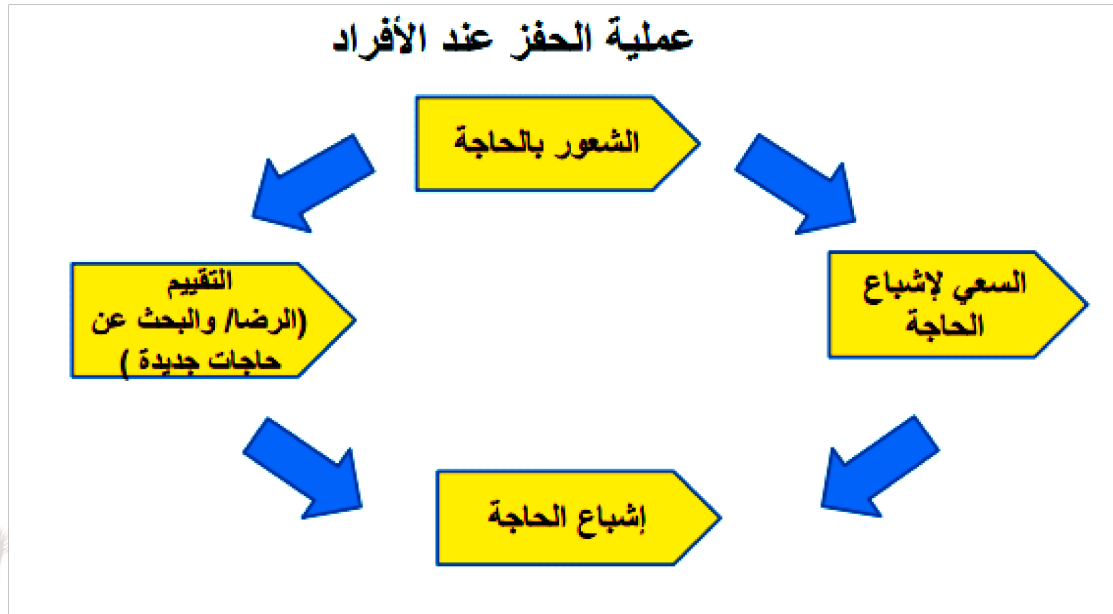 عملية الحفز عند الأفراد
الشعور بالحاجة
السعي لإشباع
الحاجة
التقييم
(الرضا/ والبحث عن
حاجات جديدة )
إشباع الحاجة